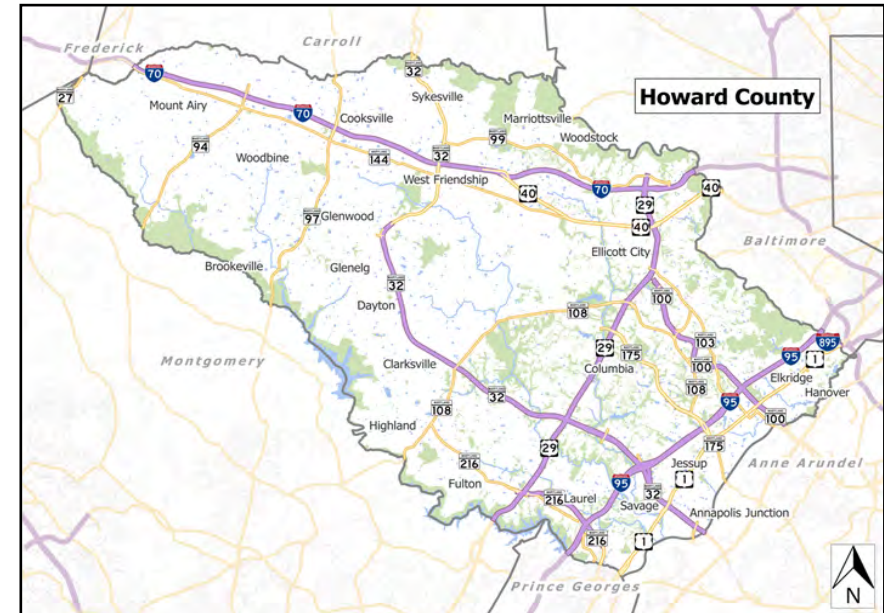 Frederick
Carroll
Howard County
70
32
27
Mount Airy
70
Cooksville
Sykesville
Marriottsville
Woodstock
94
Woodbine
144
32
99
West Friendship
40
70
40
29
97
Glenwood
40
Ellicott City
Baltimore
Brookeville
Glenelg
32
Dayton
108
100
Montgomery
Clarksville
29
175
Columbia
103
100
108
95
895
1
Elkridge
Hanover
95
100
32
108
Highland
29
216
Fulton
175
Jessup
Anne Arundel
95
1
32
216
Laurel
Savage
Annapolis Junction
216
1
Prince Georges
N